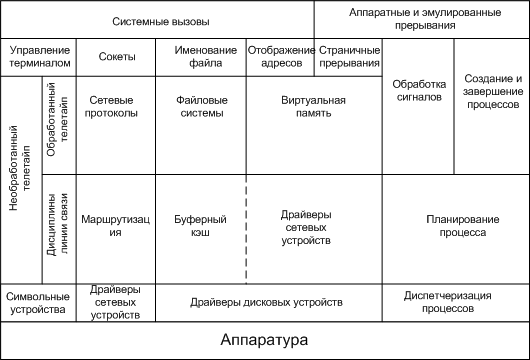 Системные вызовы
Аппаратные и эмулированные
прерывания
Управление
терминалом
Сокеты
Именование
файла
Отображение
адресов
Страничные
прерывания
Обработка
сигналов
Создание и
завершение
процессов
Необработанный
телетайп
Обработанный
телетайп
Сетевые
протоколы
Файловые
системы
Виртуальная
память
Дисциплины
линии связи
Маршрутизац
ия
Буферный
кэш
Драйверы
сетевых
устройств
Планирование
процесса
Символьные
устройства
Драйверы
сетевых
устройств
Драйверы дисковых устройств
Диспетчеризация
процессов
Аппаратура